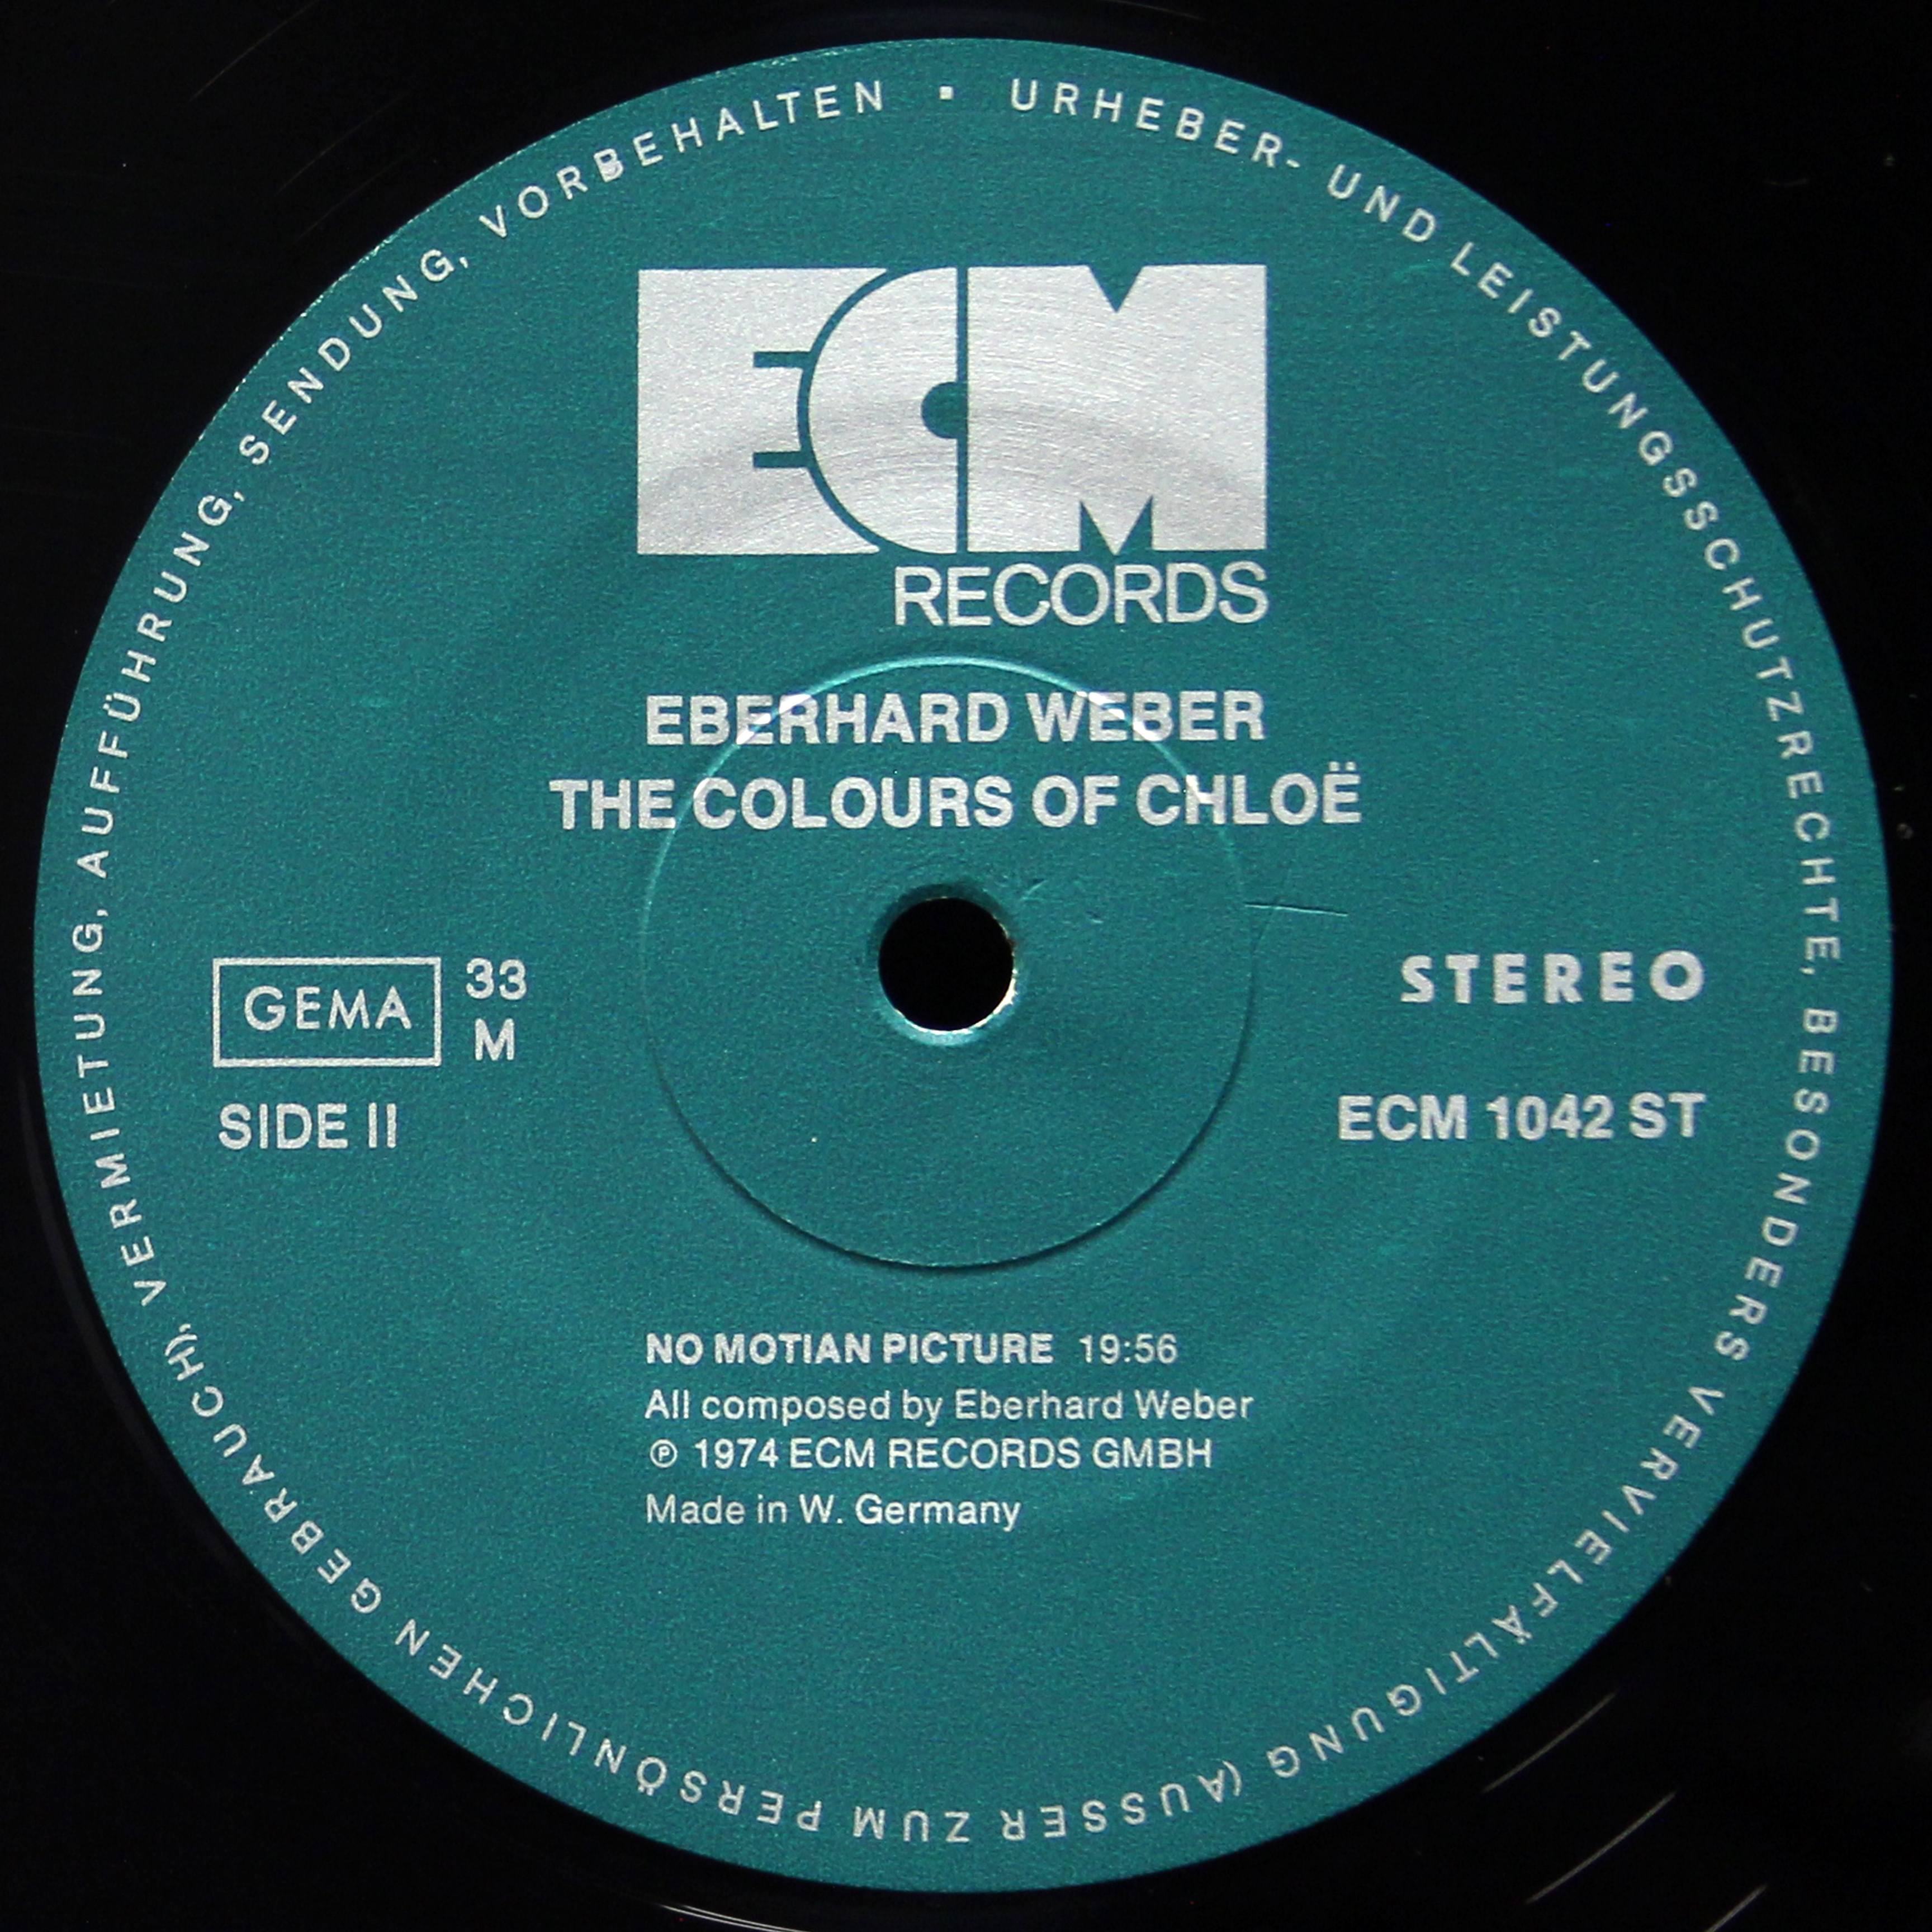 URHEBER- UND LEISTUNGSSCHUTZRECHTE, BESONDERS VERVIELFÄLTIGUNG (AUSSER ZUM PERSÖNLICHEN GEBRAUCH), VERMIETUNG, AUFFÜHRUNG, SENDUNG, VORBEHALTEN ▪
ECM
RECORDS
EBERHARD WEBER
THE COLOURS OF CHLOË
GEMA
33
M
SIDE II
STEREO
ECM 1042 ST
NO MOTIAN PICTURE 19:56
All composed by Eberhard Weber
℗ 1974 ECM RECORDS GMBH
Made in W. Germany